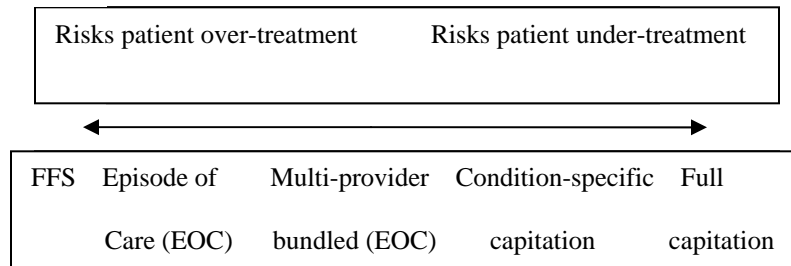 Risks patient over-treatment Risks patient under-treatment
FFS Episode of Multi-provider Condition-specific Full
Care (EOC) bundled (EOC) capitation capitation